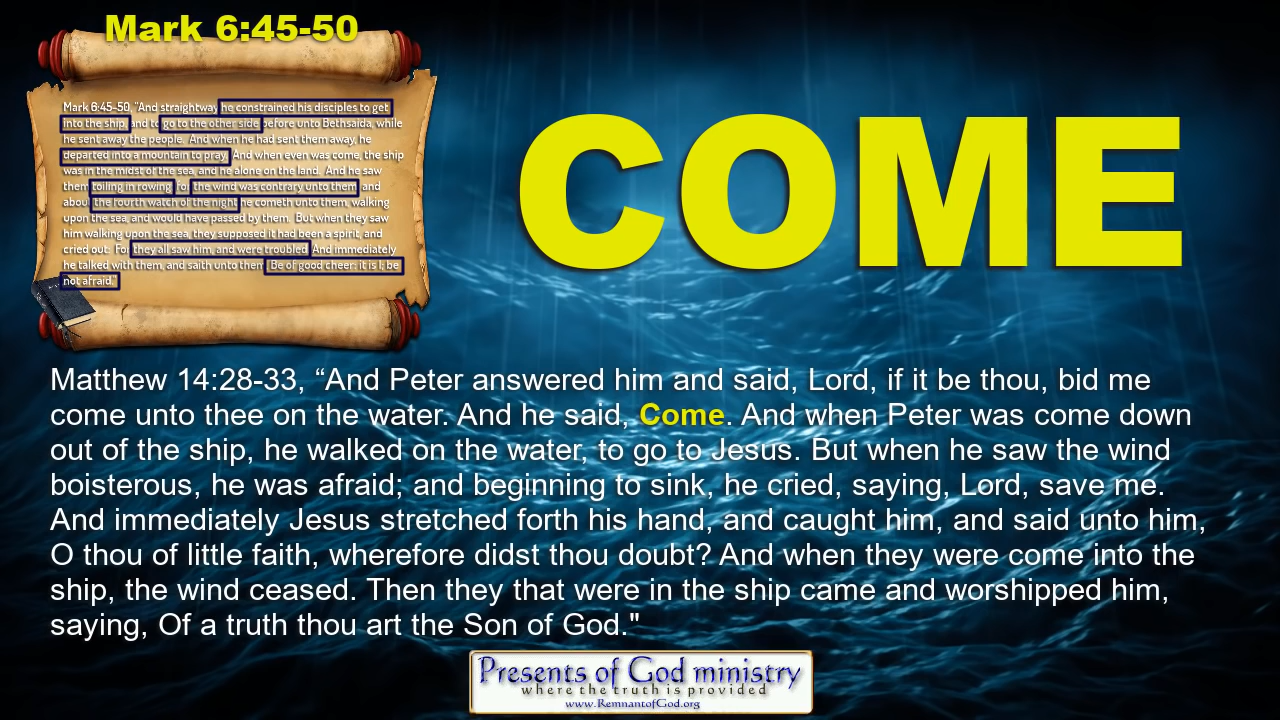 Mark 6:45-50
Mark 6:45-50, "And straightway he constrained his disciples to get
into the ship, and to go to the other side before unto Bethsaida, while
he sent away the people. And when he had sent them away, he
departed into a mountain to pray. And when even was come, the ship
was in the midst of the sea, and he alone on the land. And he saw
them toiling in rowing; for the wind was contrary unto them: and
about the fourth watch of the night he cometh unto them, walking
upon the sea, and would have passed by them. But when they saw
him walking upon the sea, they supposed it had been a spirit, and
cried out: For they all saw him, and were troubled. And immediately
he talked with them, and saith unto them, Be of good cheer: it is I; be
not afraid."
COME
Matthew 14:28-33, “And Peter answered him and said, Lord, if it be thou, bid me
come unto thee on the water. And he said, Come. And when Peter was come down
out of the ship, he walked on the water, to go to Jesus. But when he saw the wind
boisterous, he was afraid; and beginning to sink, he cried, saying, Lord, save me.
And immediately Jesus stretched forth his hand, and caught him, and said unto him,
O thou of little faith, wherefore didst thou doubt? And when they were come into the
ship, the wind ceased. Then they that were in the ship came and worshipped him,
saying, Of a truth thou art the Son of God."
Presents of God ministry
where the truth is provided
www.RemnantofGod.org